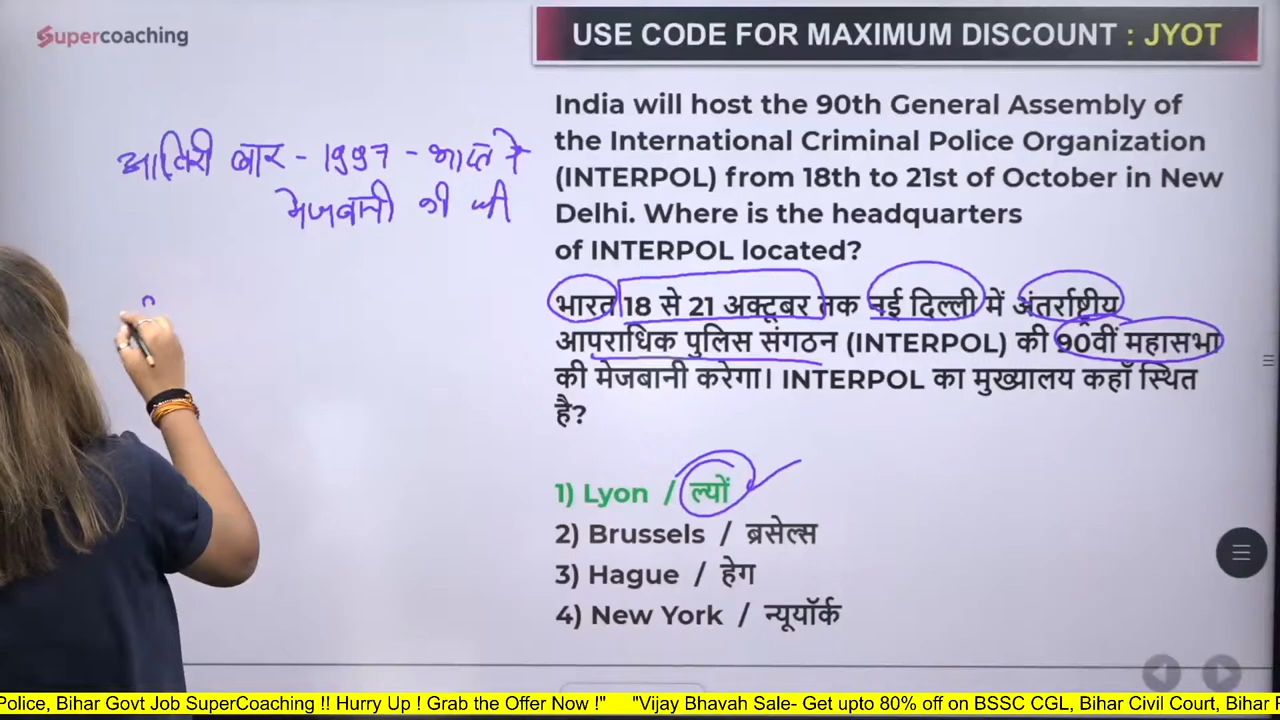 Supercoaching
USE CODE FOR MAXIMUM DISCOUNT : JYOT
India will host the 90th General Assembly of
the International Criminal Police Organization
(INTERPOL) from 18th to 21st of October in New
Delhi. Where is the headquarters
of INTERPOL located?
भारत 18 से 21 अक्टूबर तक नई दिल्ली में अंतर्राष्ट्रीय
आपराधिक पुलिस संगठन (INTERPOL) की 90वीं महासभा
की मेजबानी करेगा। INTERPOL का मुख्यालय कहाँ स्थित
है?
1) Lyon / ल्यों
2) Brussels / ब्रसेल्स
3) Hague / हेग
4) New York / न्यूयॉर्क
आखिरी बार - 1997 - भारत ने
मेजबानी की थी
Police, Bihar Govt Job SuperCoaching !! Hurry Up ! Grab the Offer Now !" "Vijay Bhavah Sale- Get upto 80% off on BSSC CGL, Bihar Civil Court, Bihar